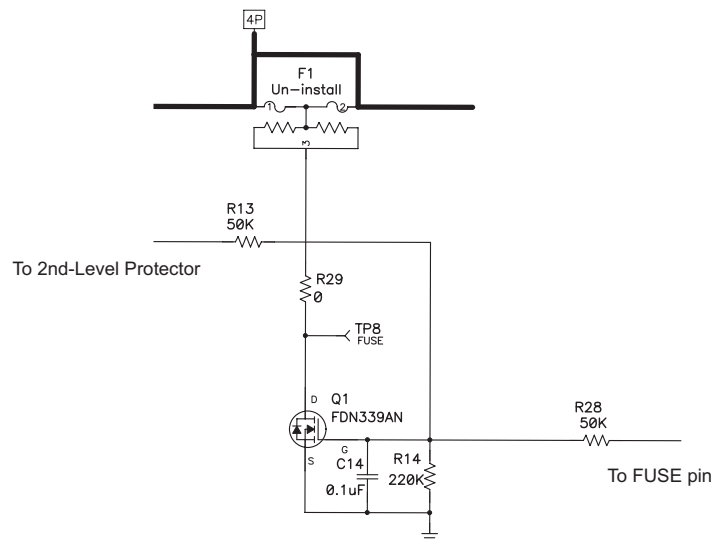 4P
F1
Un-install
1
2
3
R13
50K
To 2nd-Level Protector
R29
0
TP8
FUSE
D
Q1
FDN339AN
G
S
C14
0.1uF
R14
220K
R28
50K
To FUSE pin